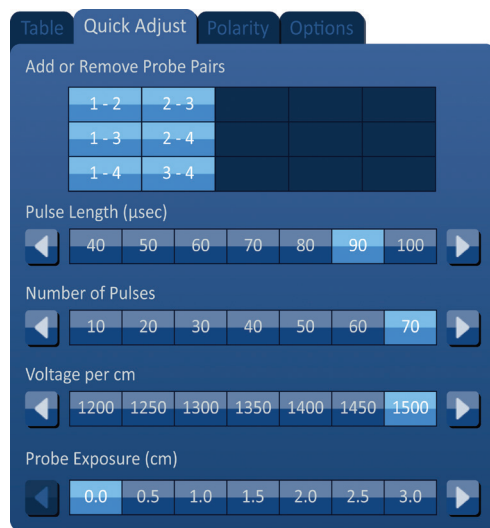 Table Quick Adjust Polarity Options
Add or Remove Probe Pairs
1 - 2 2 - 3
1 - 3 2 - 4
1 - 4 3 - 4
Pulse Length (µsec)
40 50 60 70 80 90 100
Number of Pulses
10 20 30 40 50 60 70
Voltage per cm
1200 1250 1300 1350 1400 1450 1500
Probe Exposure (cm)
0.0 0.5 1.0 1.5 2.0 2.5 3.0